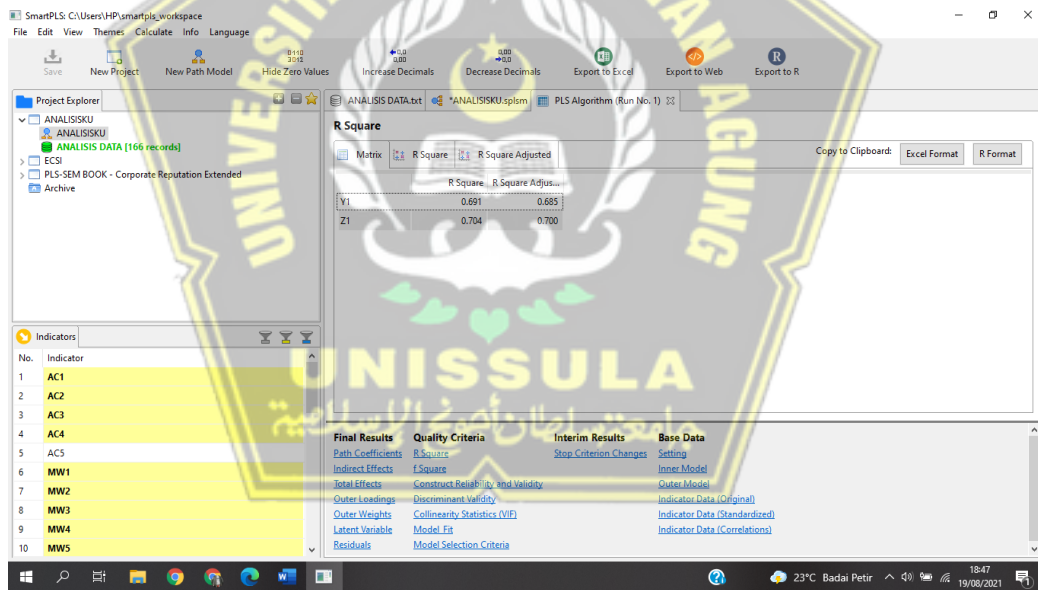 SmartPLS: C:\Users\HP\smartpls_workspace
File Edit View Themes Calculate Info Language
Save New Project New Path Model Hide Zero Values Increase Decimals Decrease Decimals Export to Excel Export to Web Export to R
Project Explorer
ANALISISKU
ANALISISKU
ANALISIS DATA [166 records]
ECSI
PLS-SEM BOOK - Corporate Reputation Extended
Archive
ANALISIS DATA.txt *ANALISISKU.splsm PLS Algorithm (Run No. 1)
R Square
Matrix R Square R Square Adjusted
Copy to Clipboard: Excel Format R Format
R Square R Square Adjus...
Y1 0.691 0.685
Z1 0.704 0.700
Indicators
No. Indicator
1 AC1
2 AC2
3 AC3
4 AC4
5 AC5
6 MW1
7 MW2
8 MW3
9 MW4
10 MW5
Final Results Quality Criteria Interim Results Base Data
Path Coefficients R Square Stop Criterion Changes Setting
Indirect Effects f Square Inner Model
Total Effects Construct Reliability and Validity Outer Model
Outer Loadings Discriminant Validity Indicator Data (Original)
Outer Weights Collinearity Statistics (VIF) Indicator Data (Standardized)
Latent Variable Model_Fit Indicator Data (Correlations)
Residuals Model Selection Criteria
UNISSULA
جامعنسلطان أجونج الإسلامية
23°C Badai Petir
18:47
19/08/2021